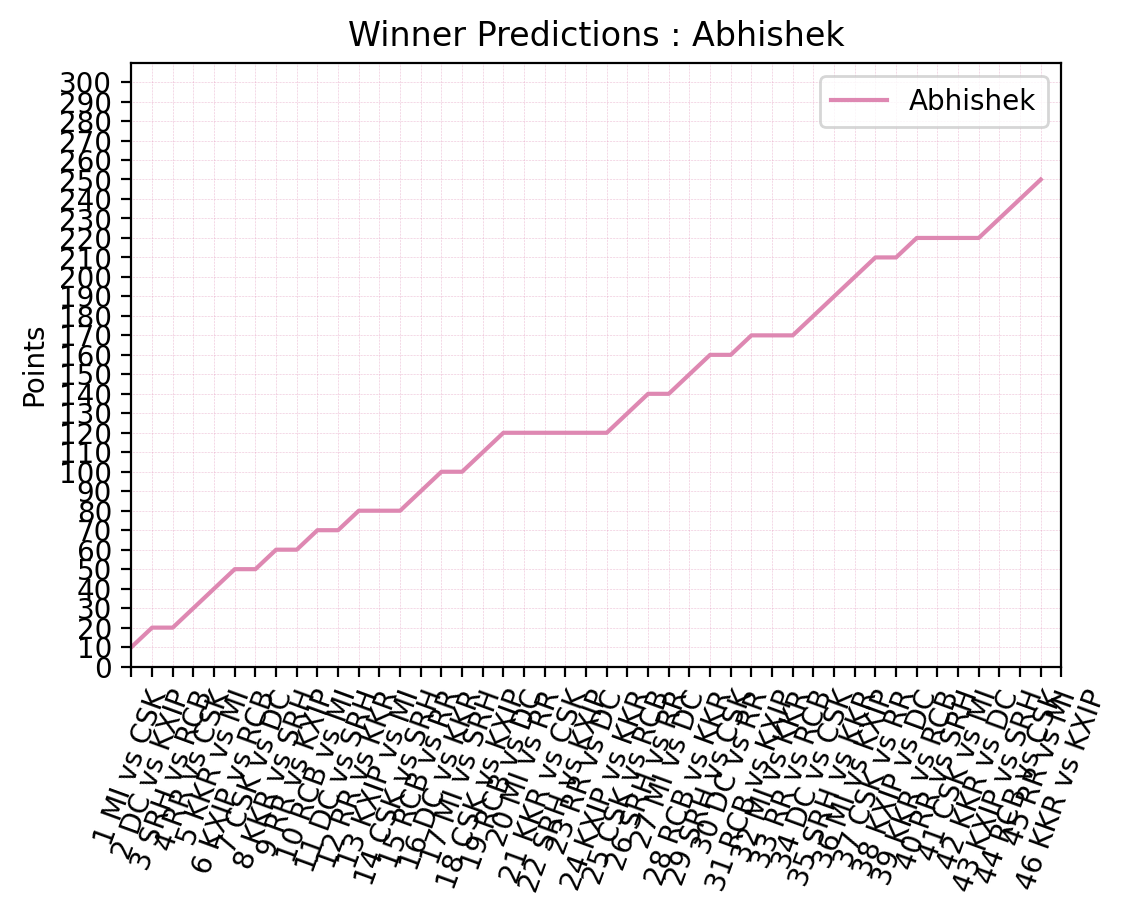 Winner Predictions : Abhishek
Abhishek
Points
300
290
280
270
260
250
240
230
220
210
200
190
180
170
160
150
140
130
120
110
100
90
80
70
60
50
40
30
20
10
0
1 MI vs CSK
2 DC vs KXIP
3 SRH vs RCB
4 RR vs CSK
5 KKR vs MI
6 KXIP vs RCB
7 CSK vs DC
8 KKR vs SRH
9 RR vs KXIP
10 RCB vs MI
11 DC vs SRH
12 RR vs KKR
13 KXIP vs MI
14 CSK vs SRH
15 RCB vs RR
16 DC vs KKR
17 MI vs SRH
18 CSK vs KXIP
19 RCB vs DC
20 MI vs RR
21 KKR vs CSK
22 SRH vs KXIP
23 RR vs DC
24 KXIP vs KKR
25 CSK vs RCB
26 SRH vs RR
27 MI vs DC
28 RCB vs KKR
29 SRH vs CSK
30 DC vs RR
31 RCB vs KXIP
32 MI vs KKR
33 RR vs RCB
34 DC vs CSK
35 SRH vs KKR
36 MI vs KXIP
37 CSK vs RR
38 KXIP vs DC
39 KKR vs RCB
40 RR vs SRH
41 CSK vs MI
42 KKR vs DC
43 KXIP vs SRH
44 RCB vs CSK
45 RR vs MI
46 KKR vs KXIP